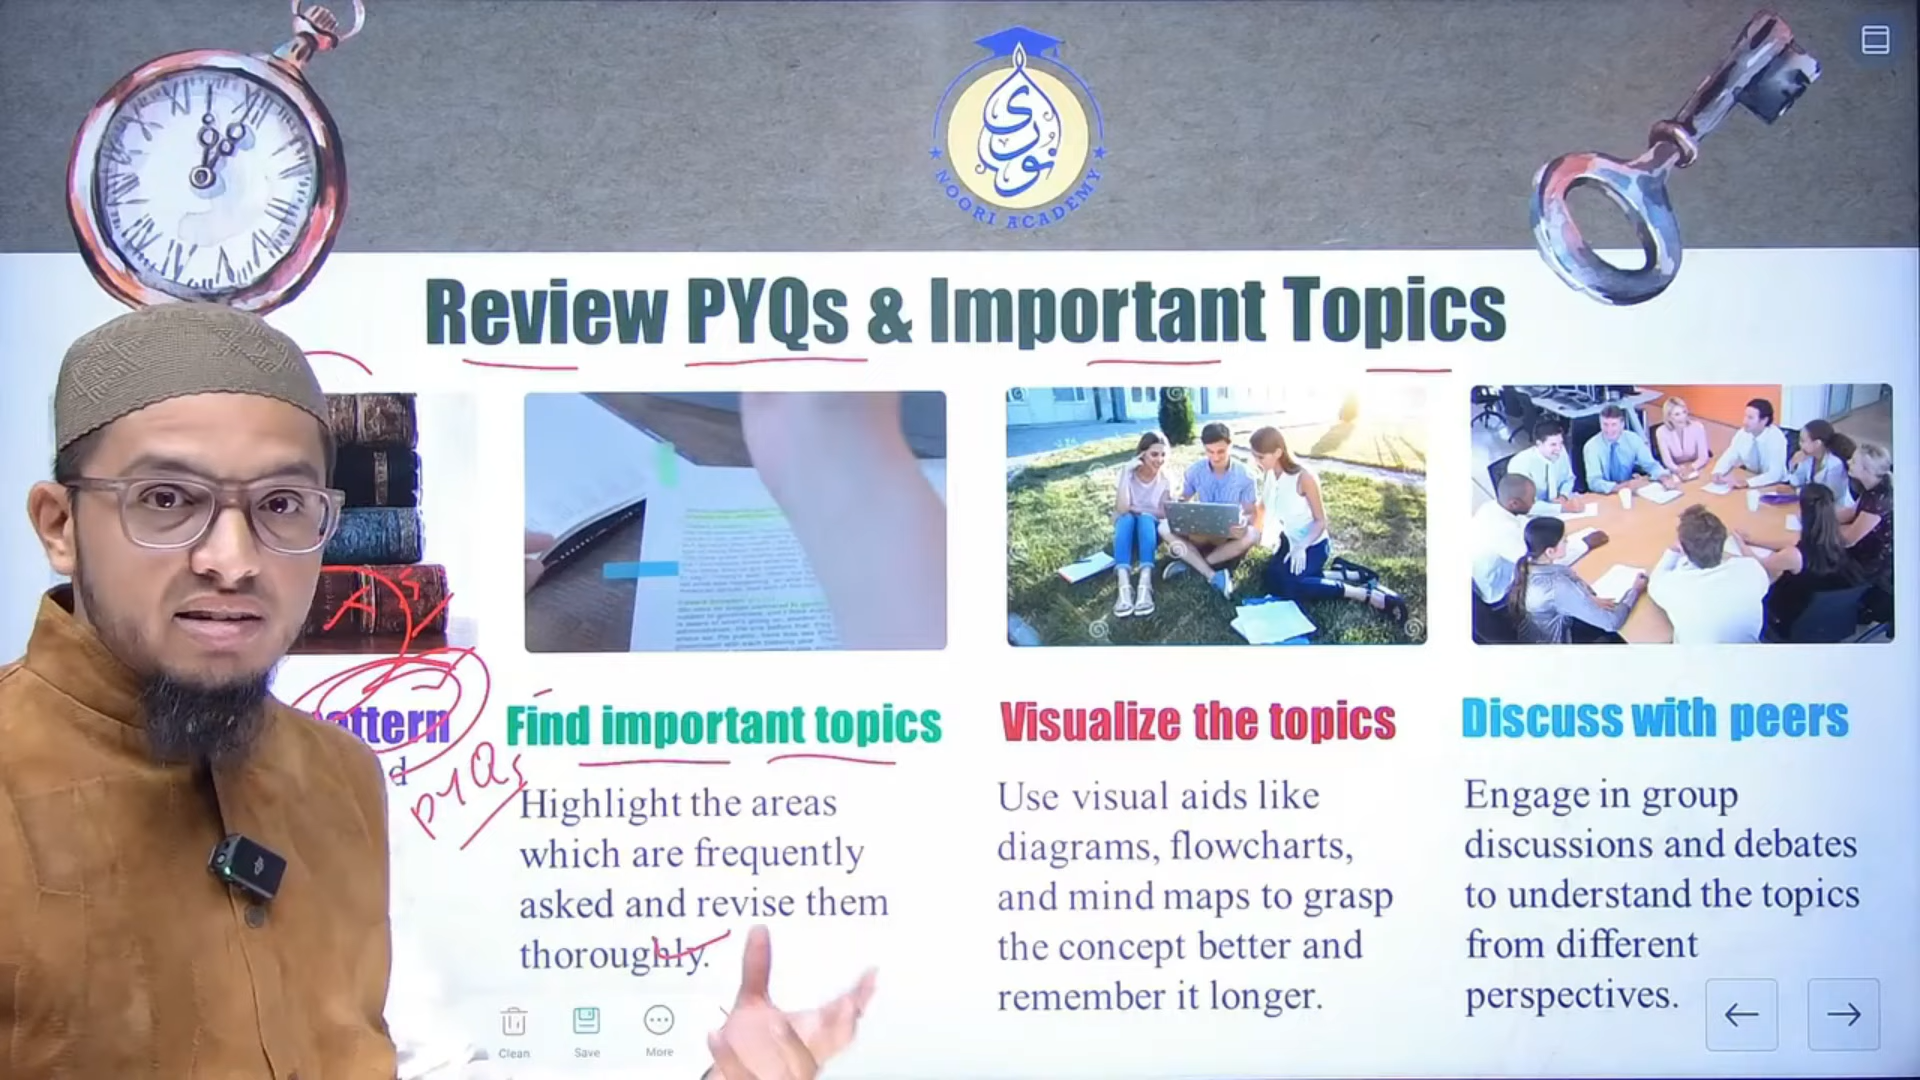 نوری
NOORI ACADEMY
Review PYQs & Important Topics
A
attern
PYQs
Find important topics
Highlight the areas
which are frequently
asked and revise them
thoroughly.
Visualize the topics
Use visual aids like
diagrams, flowcharts,
and mind maps to grasp
the concept better and
remember it longer.
Discuss with peers
Engage in group
discussions and debates
to understand the topics
from different
perspectives.
Clean
Save
More